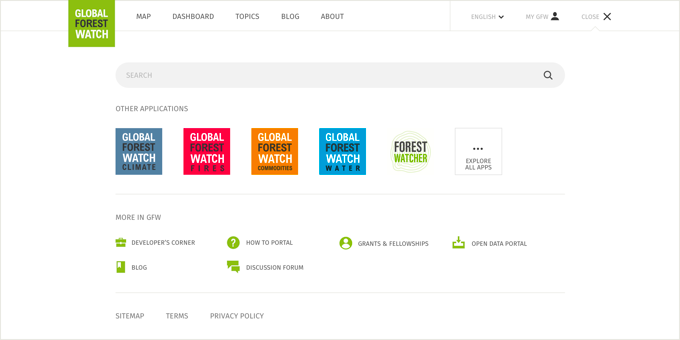 GLOBAL
FOREST
WATCH
MAP
DASHBOARD
TOPICS
BLOG
ABOUT
ENGLISH
MY GFW
CLOSE
SEARCH
OTHER APPLICATIONS
GLOBAL
FOREST
WATCH
CLIMATE
GLOBAL
FOREST
WATCH
FIRES
GLOBAL
FOREST
WATCH
COMMODITIES
GLOBAL
FOREST
WATCH
WATER
FOREST
WATCHER
EXPLORE
ALL APPS
MORE IN GFW
DEVELOPER'S CORNER
HOW TO PORTAL
GRANTS & FELLOWSHIPS
OPEN DATA PORTAL
BLOG
DISCUSSION FORUM
SITEMAP
TERMS
PRIVACY POLICY